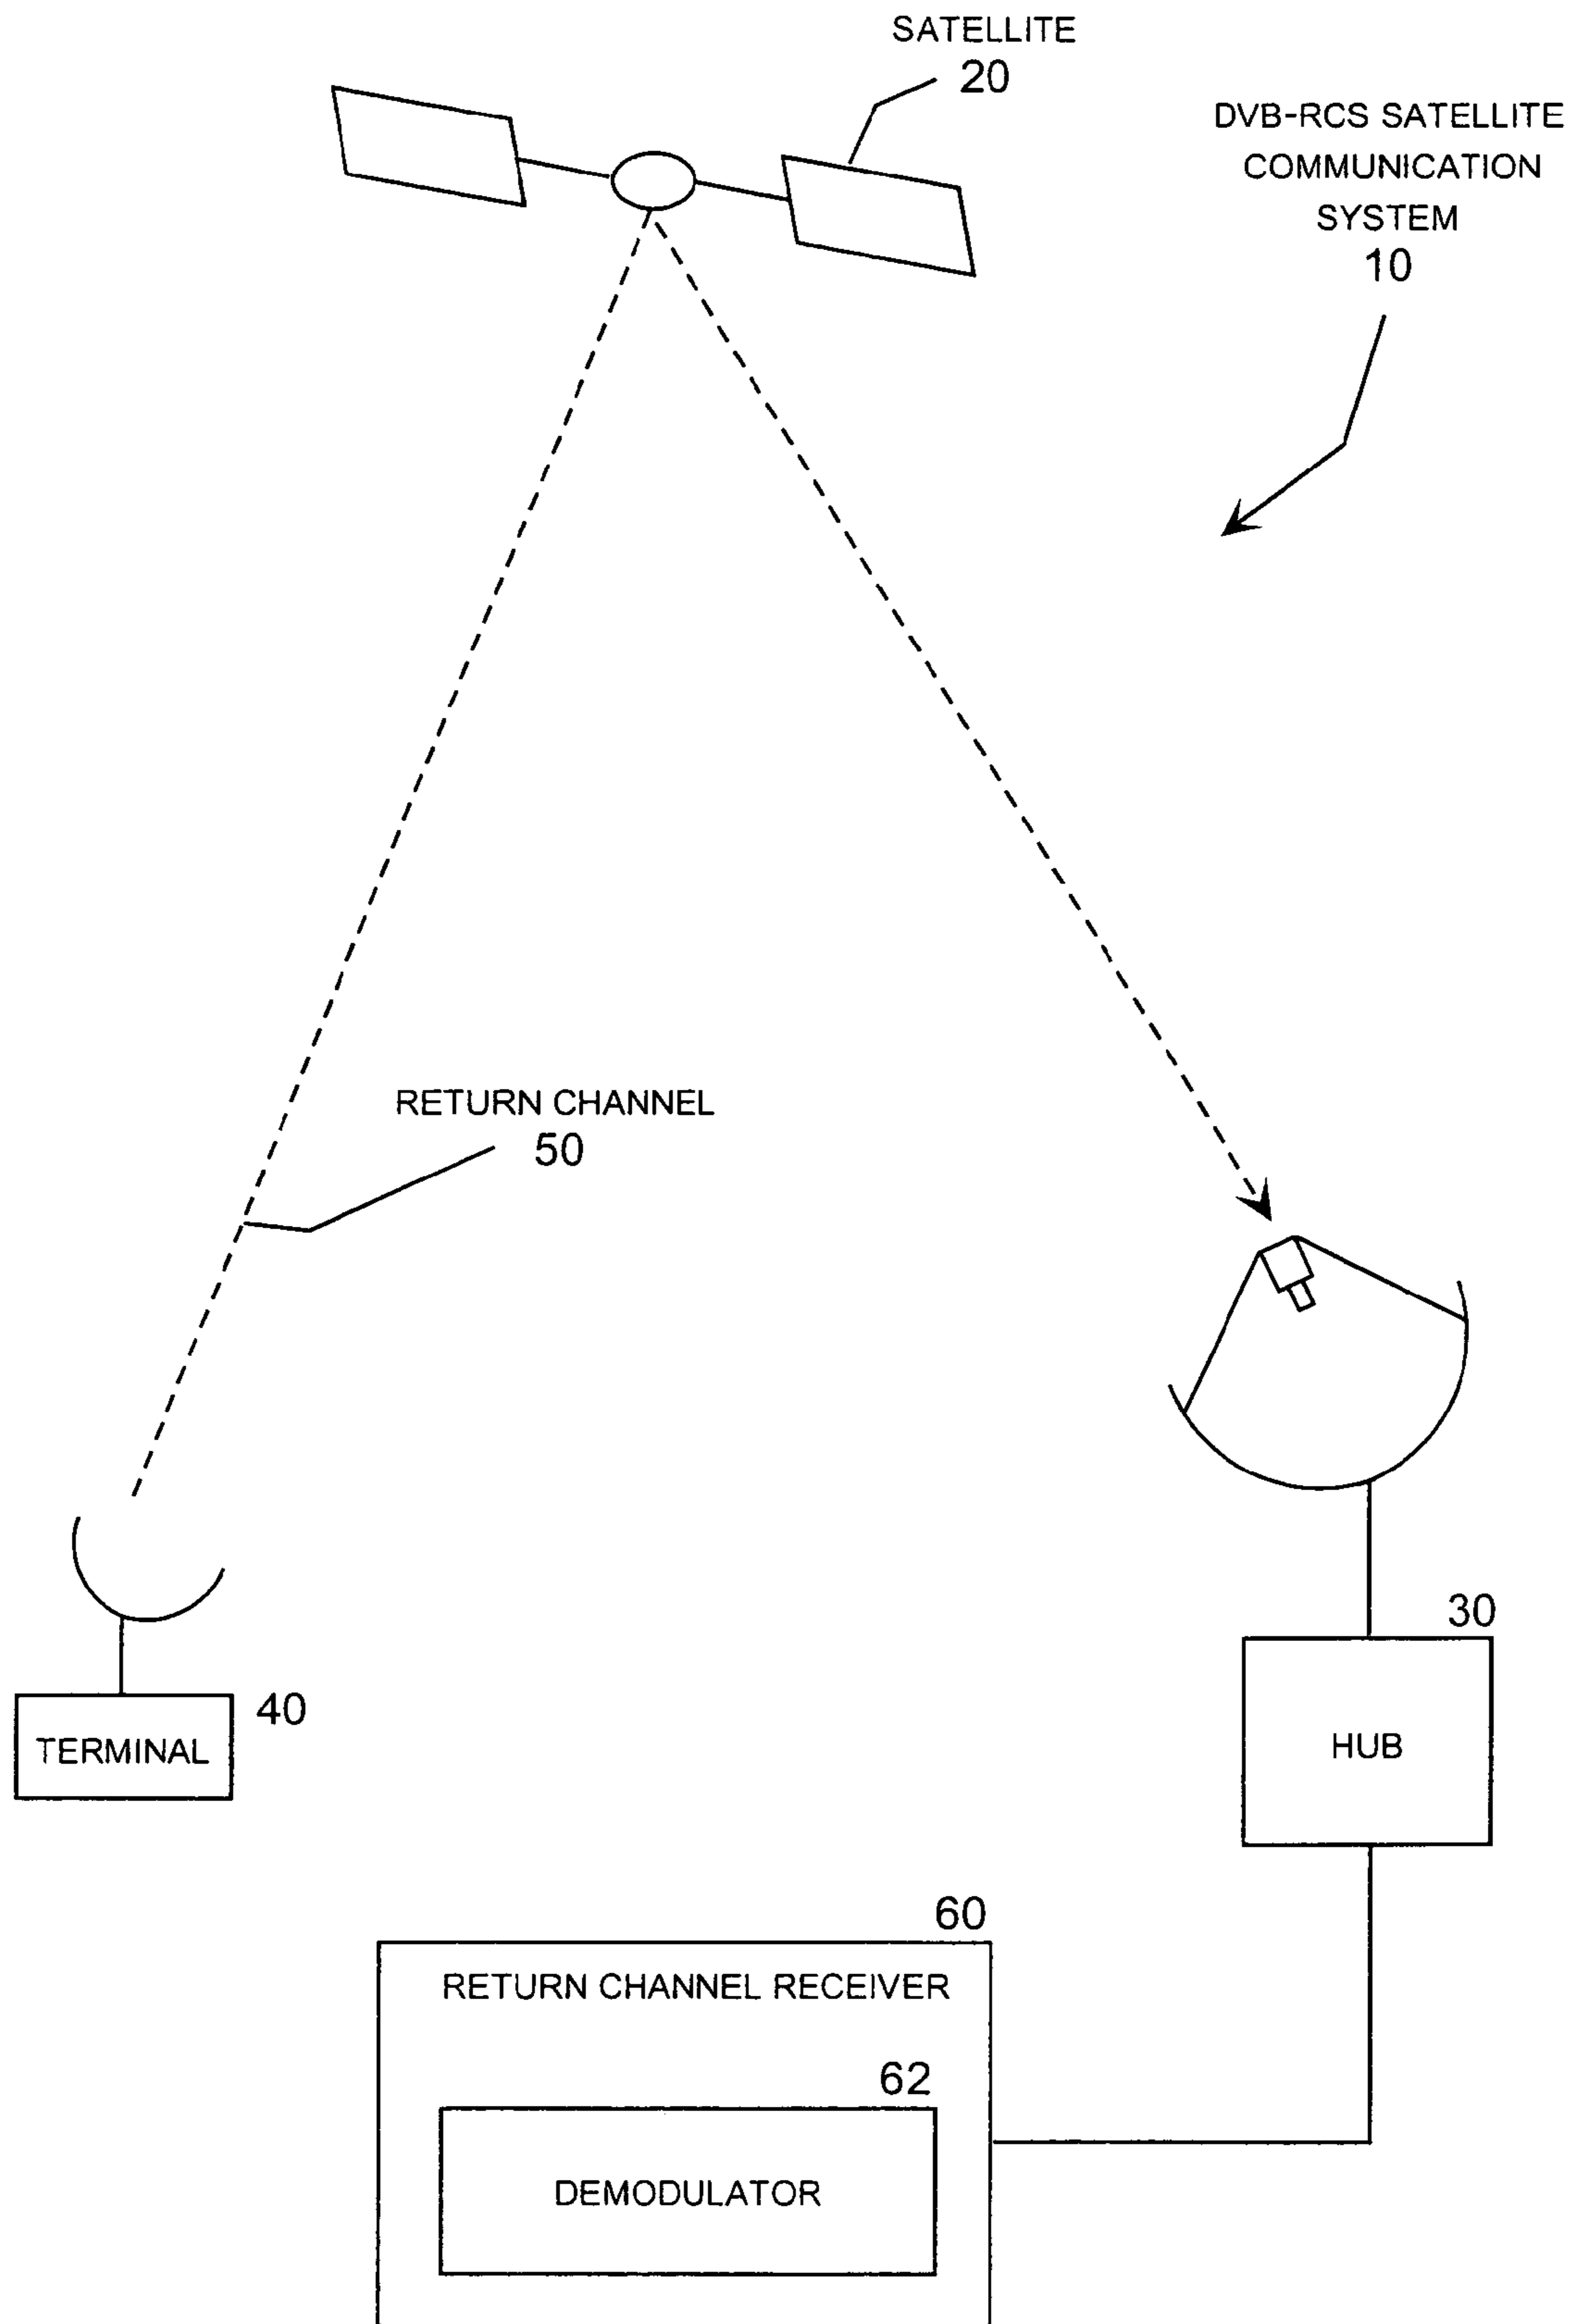 SATELLITE
20
DVB-RCS SATELLITE
COMMUNICATION
SYSTEM
10
RETURN CHANNEL
50
30
40
TERMINAL
HUB
60
RETURN CHANNEL RECEIVER
62
DEMODULATOR